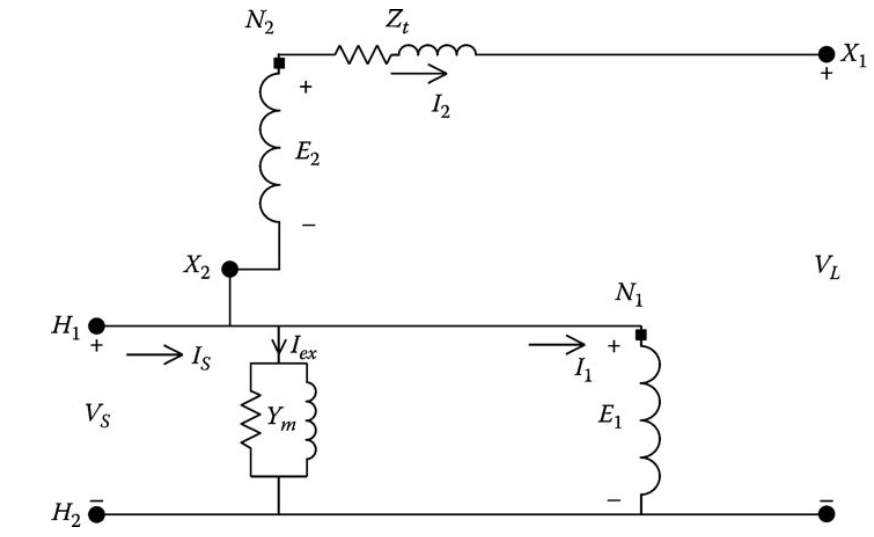 N2 Zt
X1
+
I2
+
E2
−
X2
VL
N1
H1
+
IS
Iex
I1
+
VS
Ym
E1
−
H2
−
−